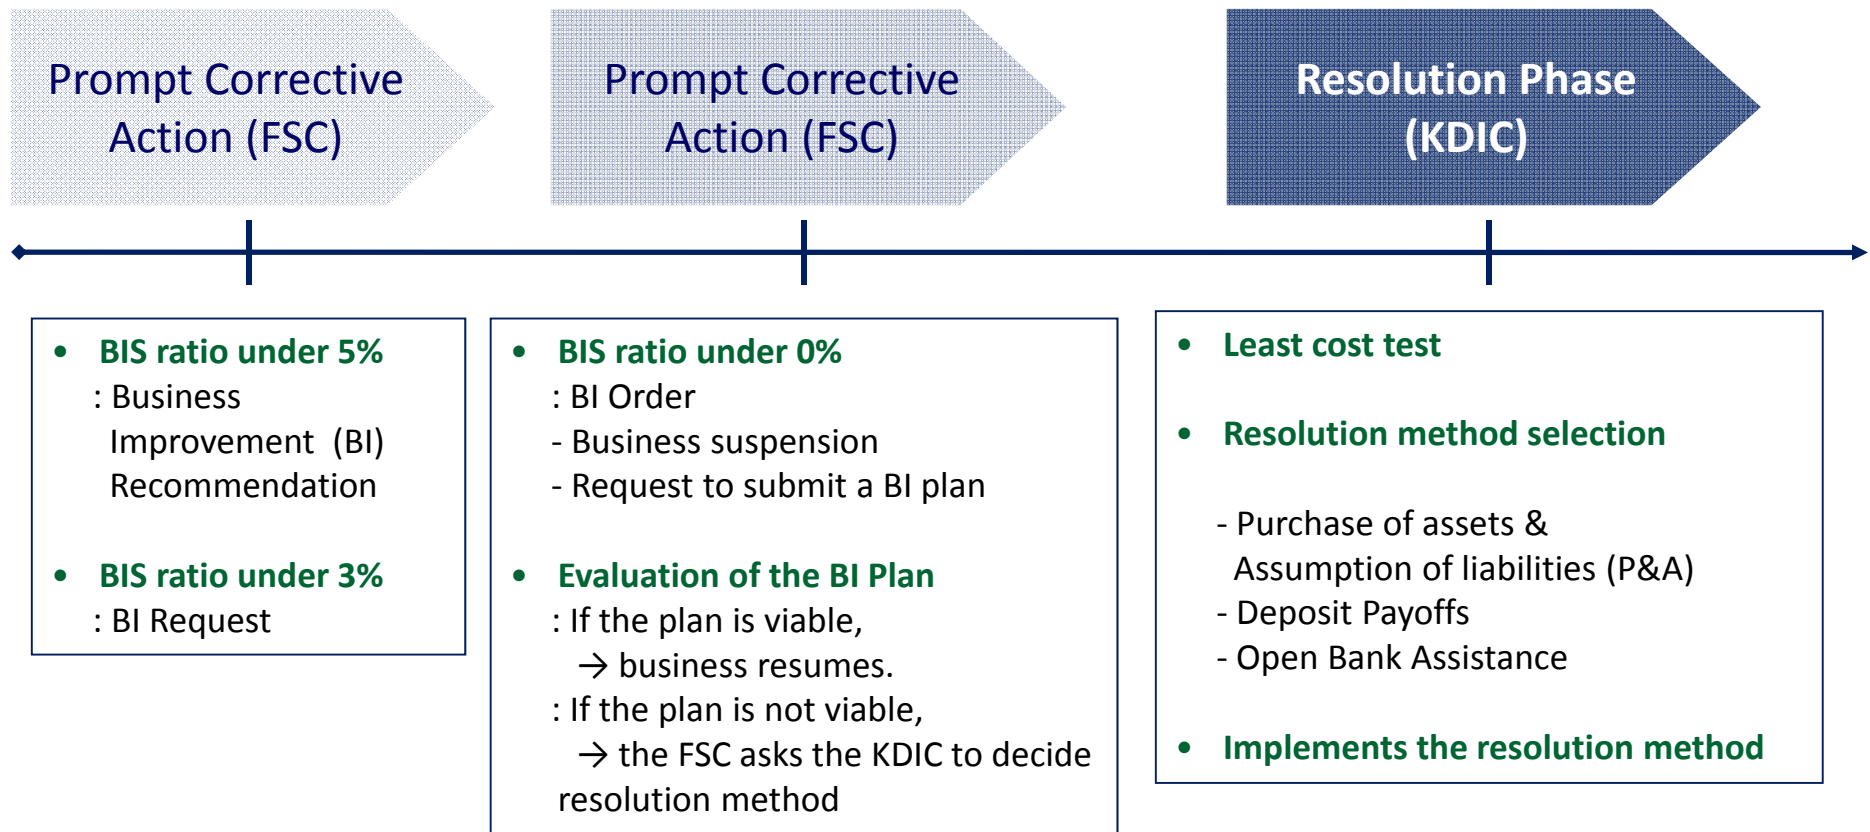 Prompt Corrective
Action (FSC)
Prompt Corrective
Action (FSC)
Resolution Phase
(KDIC)
• BIS ratio under 5%
: Business
Improvement (BI)
Recommendation
• BIS ratio under 3%
: BI Request
• BIS ratio under 0%
: BI Order
- Business suspension
- Request to submit a BI plan
• Evaluation of the BI Plan
: If the plan is viable,
→ business resumes.
: If the plan is not viable,
→ the FSC asks the KDIC to decide
resolution method
• Least cost test
• Resolution method selection
- Purchase of assets &
Assumption of liabilities (P&A)
- Deposit Payoffs
- Open Bank Assistance
• Implements the resolution method